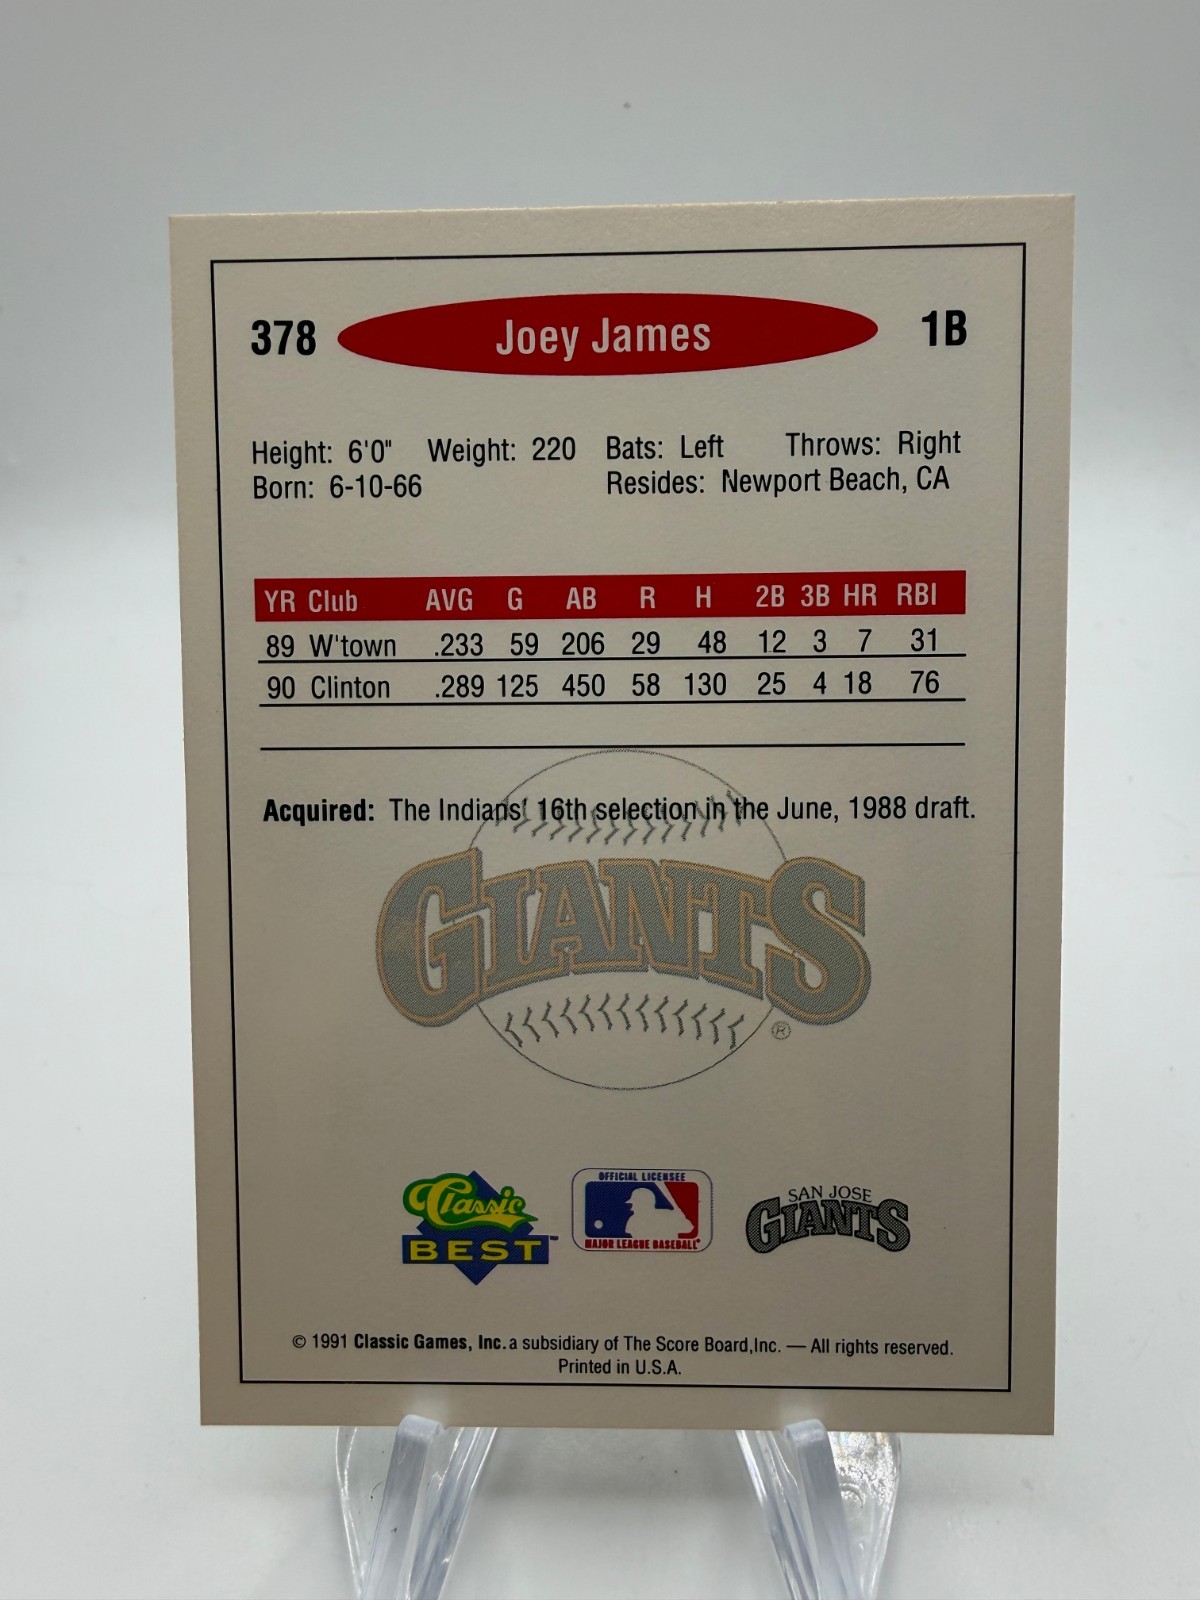 378 Joey James 1B
Height: 6'0" Weight: 220 Bats: Left Throws: Right
Born: 6-10-66 Resides: Newport Beach, CA
YR Club AVG G AB R H 2B 3B HR RBI
89 W'town .233 59 206 29 48 12 3 7 31
90 Clinton .289 125 450 58 130 25 4 18 76
Acquired: The Indians' 16th selection in the June, 1988 draft.
GIANTS ®
Classic
BEST™
OFFICIAL LICENSEE
MAJOR LEAGUE BASEBALL®
SAN JOSE
GIANTS
© 1991 Classic Games, Inc. a subsidiary of The Score Board,Inc. — All rights reserved.
Printed in U.S.A.